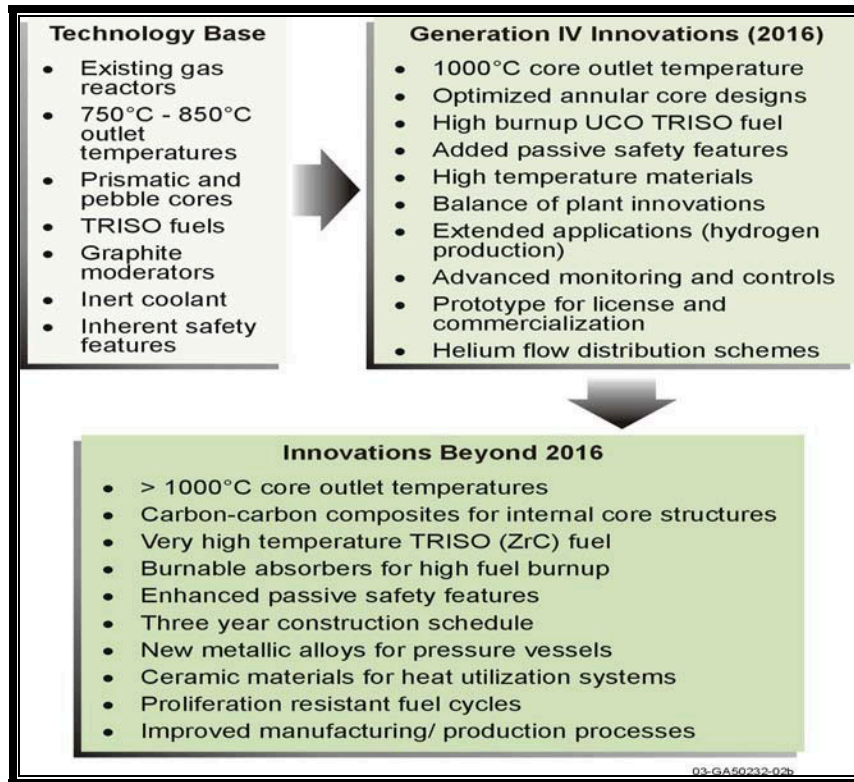 Technology Base
• Existing gas
reactors
• 750°C - 850°C
outlet
temperatures
• Prismatic and
pebble cores
• TRISO fuels
• Graphite
moderators
• Inert coolant
• Inherent safety
features
Generation IV Innovations (2016)
• 1000°C core outlet temperature
• Optimized annular core designs
• High burnup UCO TRISO fuel
• Added passive safety features
• High temperature materials
• Balance of plant innovations
• Extended applications (hydrogen
production)
• Advanced monitoring and controls
• Prototype for license and
commercialization
• Helium flow distribution schemes
Innovations Beyond 2016
• > 1000°C core outlet temperatures
• Carbon-carbon composites for internal core structures
• Very high temperature TRISO (ZrC) fuel
• Burnable absorbers for high fuel burnup
• Enhanced passive safety features
• Three year construction schedule
• New metallic alloys for pressure vessels
• Ceramic materials for heat utilization systems
• Proliferation resistant fuel cycles
• Improved manufacturing/ production processes
03-GA50232-02b